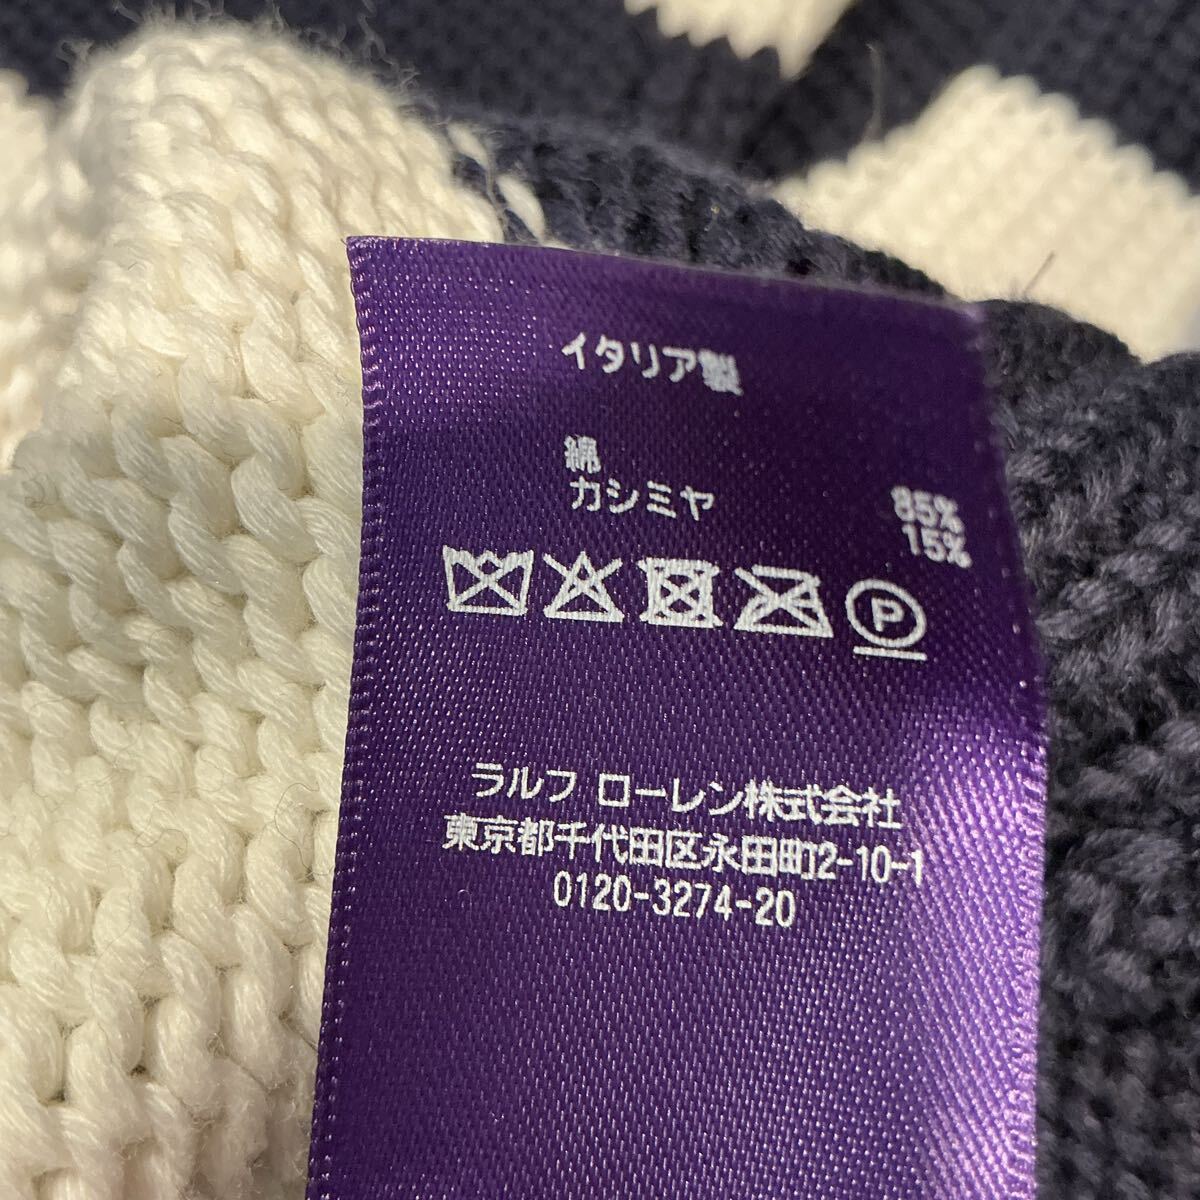 イタリア製
綿 85%
カシミヤ 15%
P
ラルフ ローレン株式会社
東京都千代田区永田町2-10-1
0120-3274-20